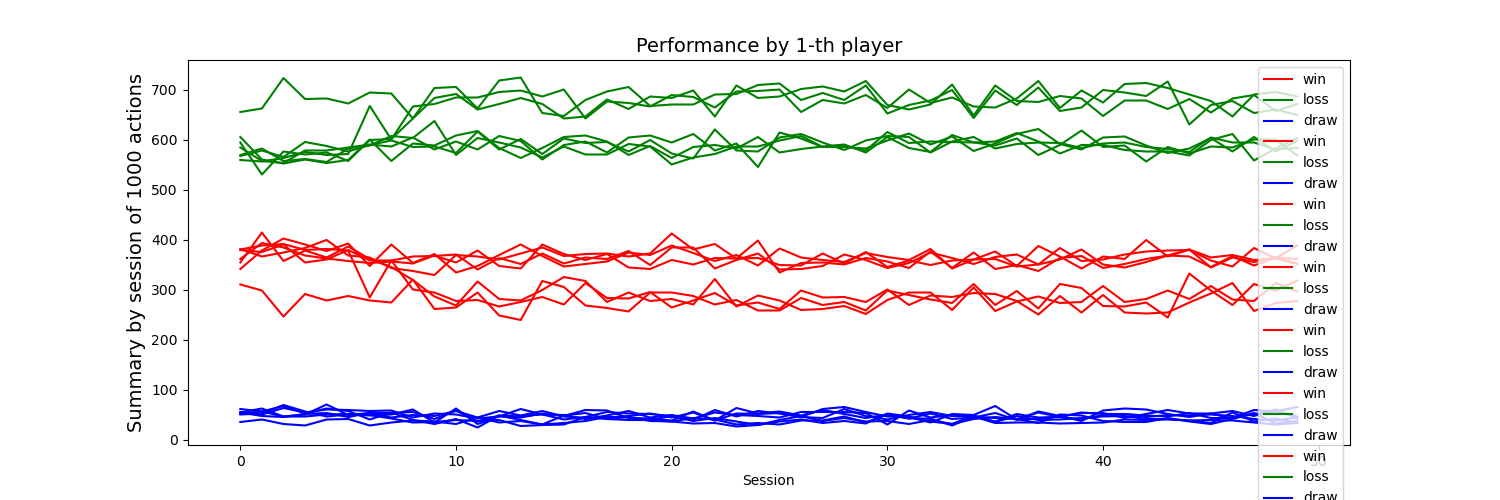 Performance by 1-th player
Summary by session of 1000 actions
700
600
500
400
300
200
100
0
0
10
20
30
40
50
Session
win
loss
draw
win
loss
draw
win
loss
draw
win
loss
draw
win
loss
draw
win
loss
draw
win
loss
draw